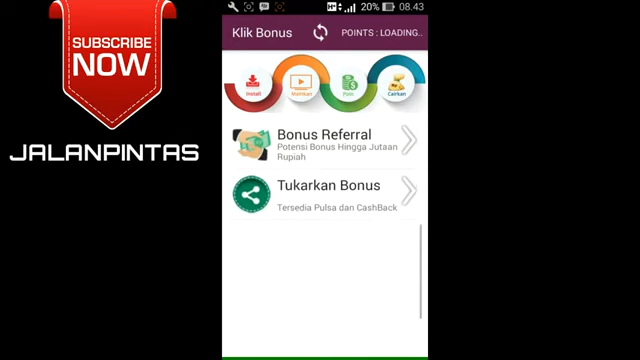 SUBSCRIBE
NOW
JALANPINTAS
20% 08.43
Klik Bonus
POINTS : LOADING..
Install
Mainkan
Poin
Cairkan
Bonus Referral
Potensi Bonus Hingga Jutaan
Rupiah
Tukarkan Bonus
Tersedia Pulsa dan CashBack